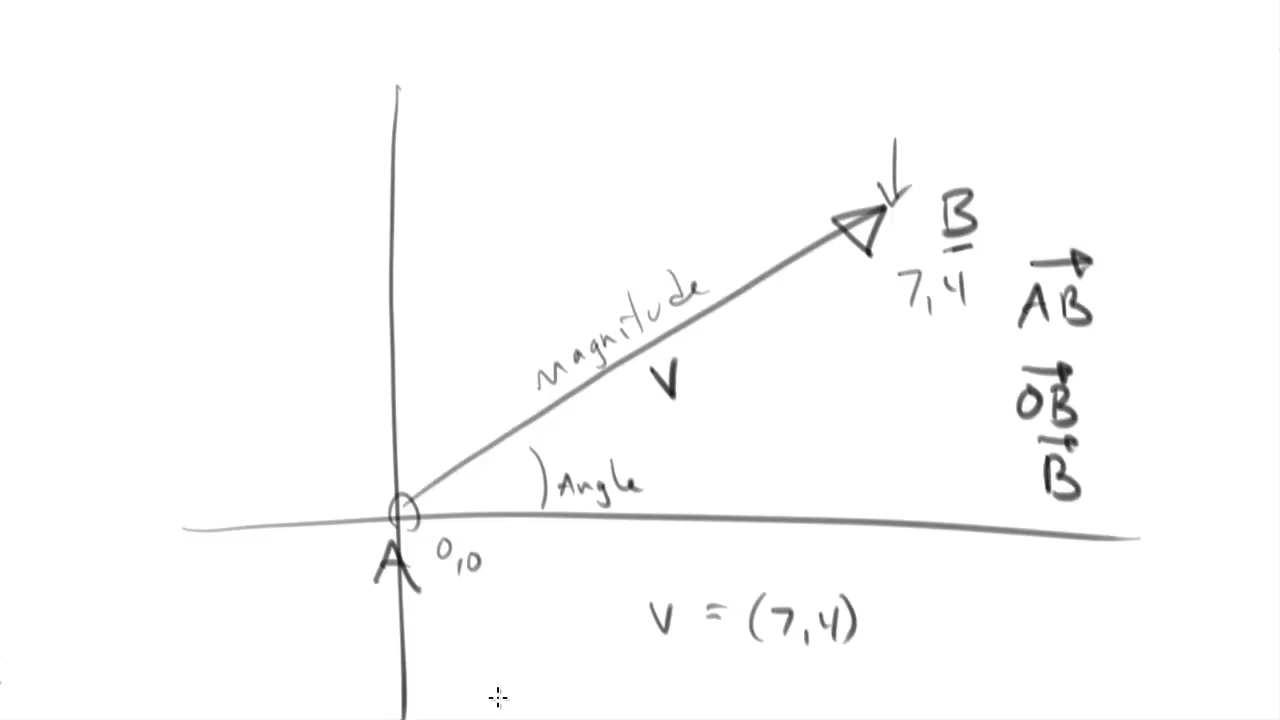 B
7,4
AB
magnitude
V
OB
B
Angle
A
0,0
V = (7,4)